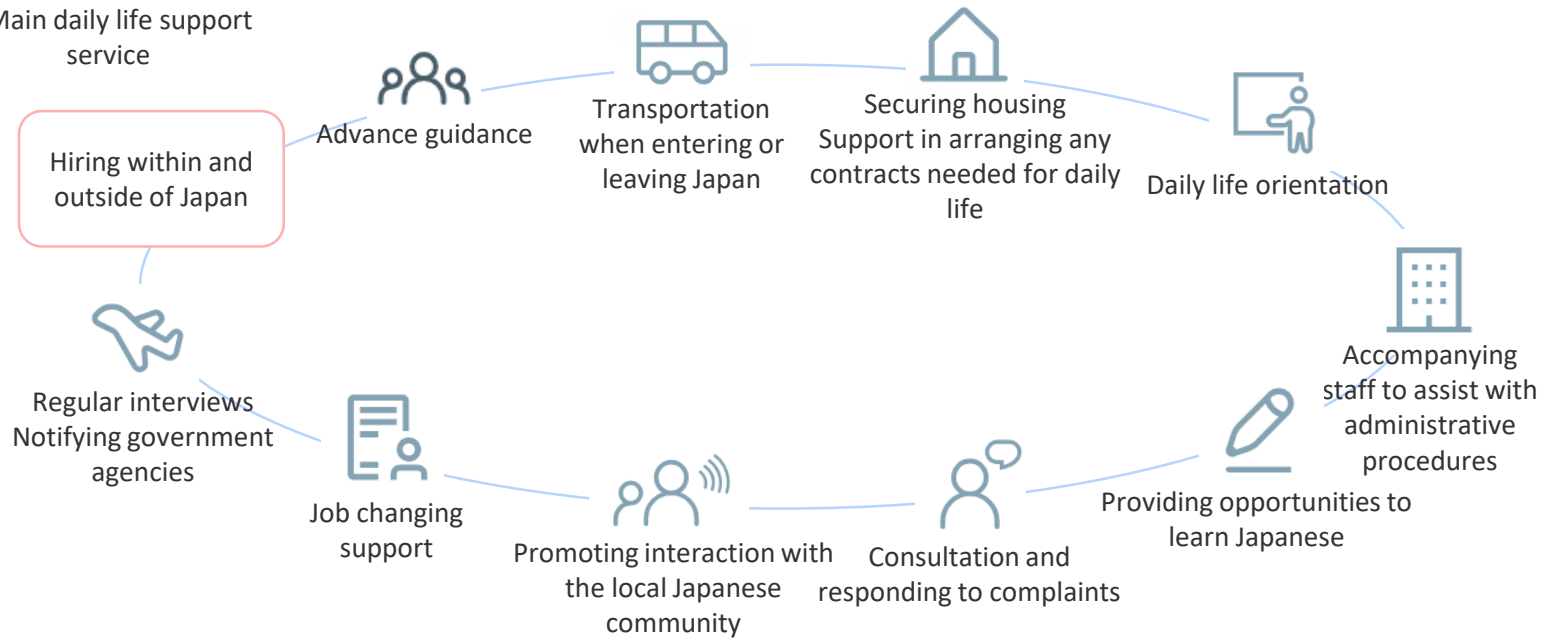 Main daily life support
service
Hiring within and
outside of Japan
Advance guidance
Transportation
when entering or
leaving Japan
Securing housing
Support in arranging any
contracts needed for daily
life
Daily life orientation
Accompanying
staff to assist with
administrative
procedures
Providing opportunities to
learn Japanese
Consultation and
responding to complaints
Promoting interaction with
the local Japanese
community
Job changing
support
Regular interviews
Notifying government
agencies